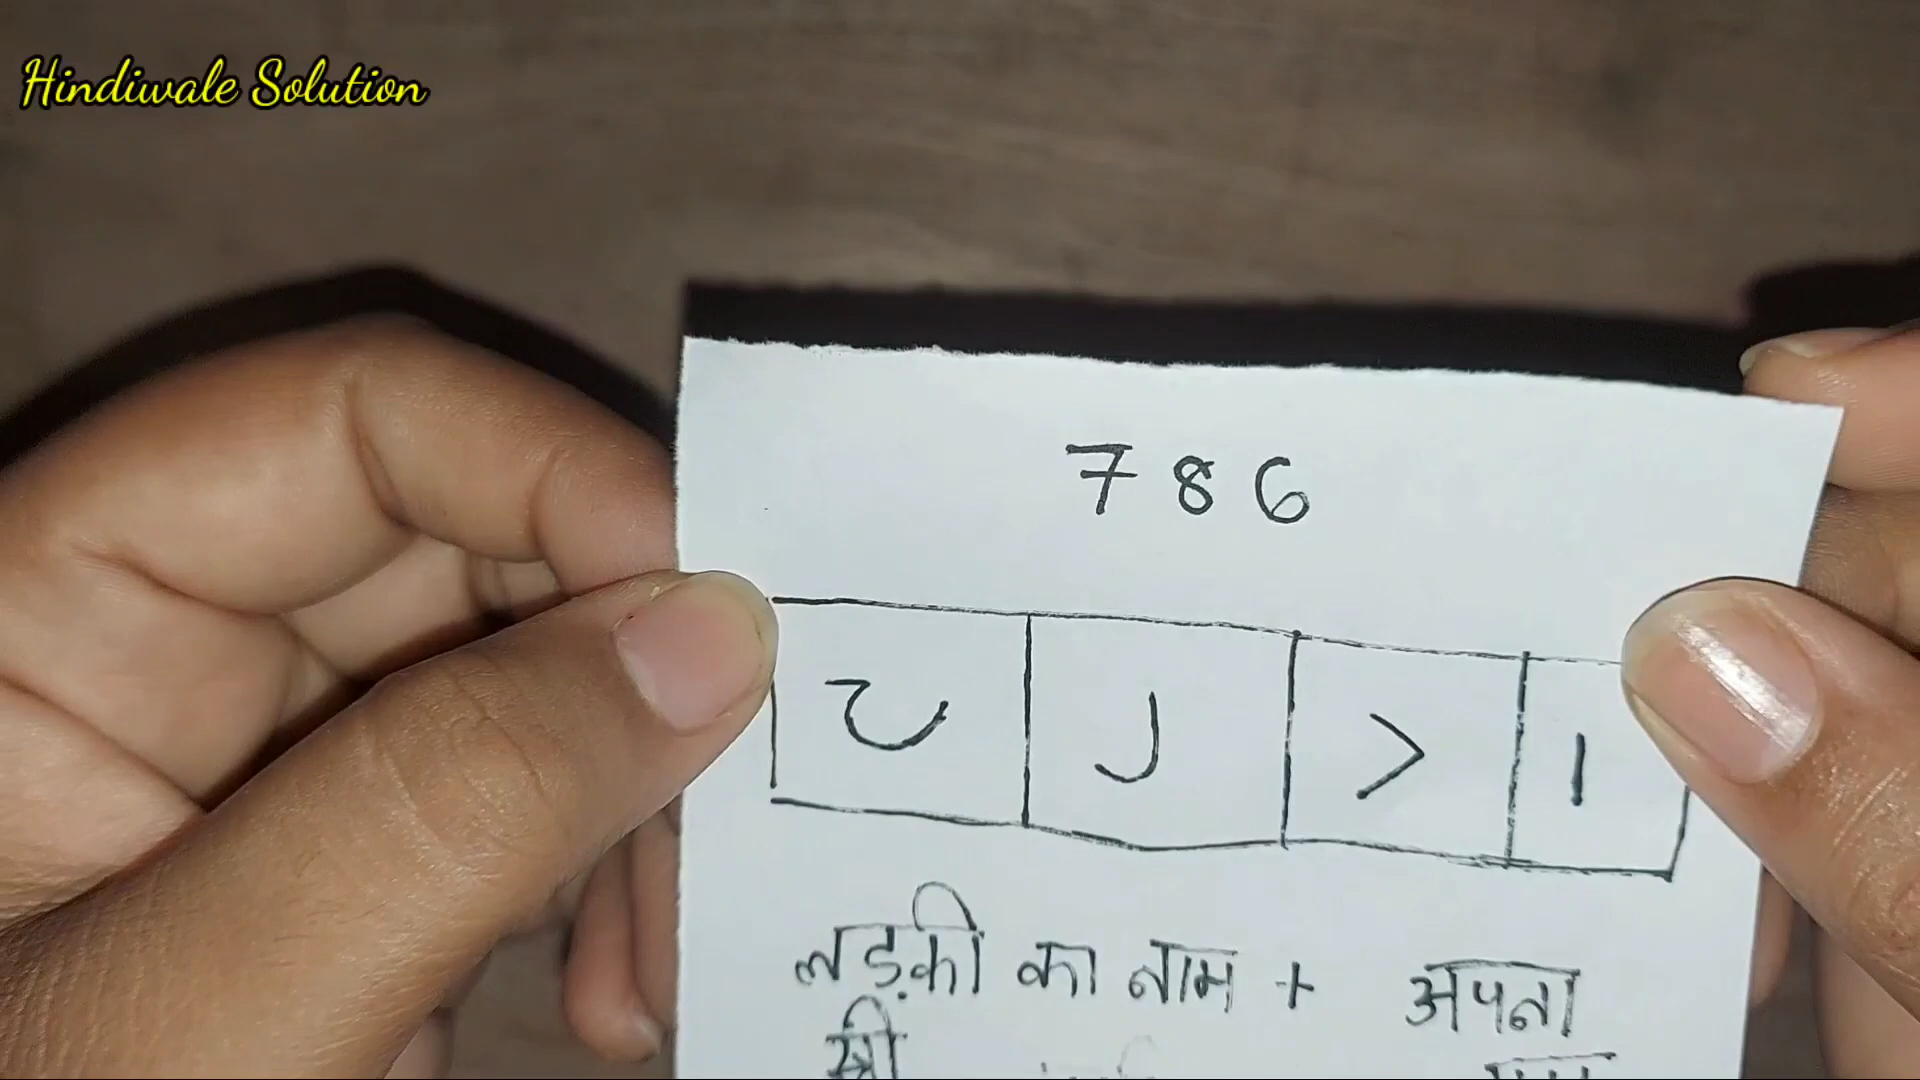 Hindiwale Solution
786
ح ل > ا
लड़की का नाम + अपना
स्त्री